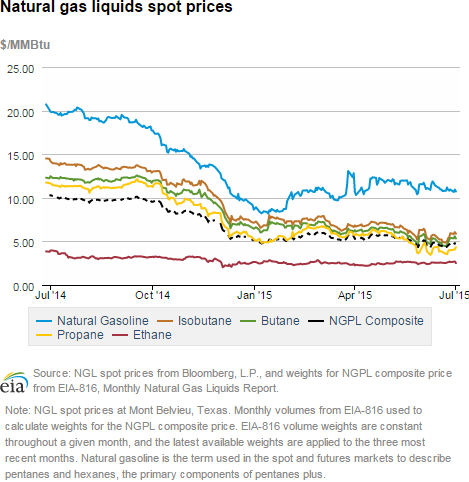 Natural gas liquids spot prices
$/MMBtu
25.00
20.00
15.00
10.00
5.00
0.00
Jul '14
Oct '14
Jan '15
Apr '15
Jul '15
Natural Gasoline
Isobutane
Butane
NGPL Composite
Propane
Ethane
eia
Source: NGL spot prices from Bloomberg, L.P., and weights for NGPL composite price
from EIA-816, Monthly Natural Gas Liquids Report.
Note: NGL spot prices at Mont Belvieu, Texas. Monthly volumes from EIA-816 used to
calculate weights for the NGPL composite price. EIA-816 volume weights are constant
throughout a given month, and the latest available weights are applied to the three most
recent months. Natural gasoline is the term used in the spot and futures markets to describe
pentanes and hexanes, the primary components of pentanes plus.